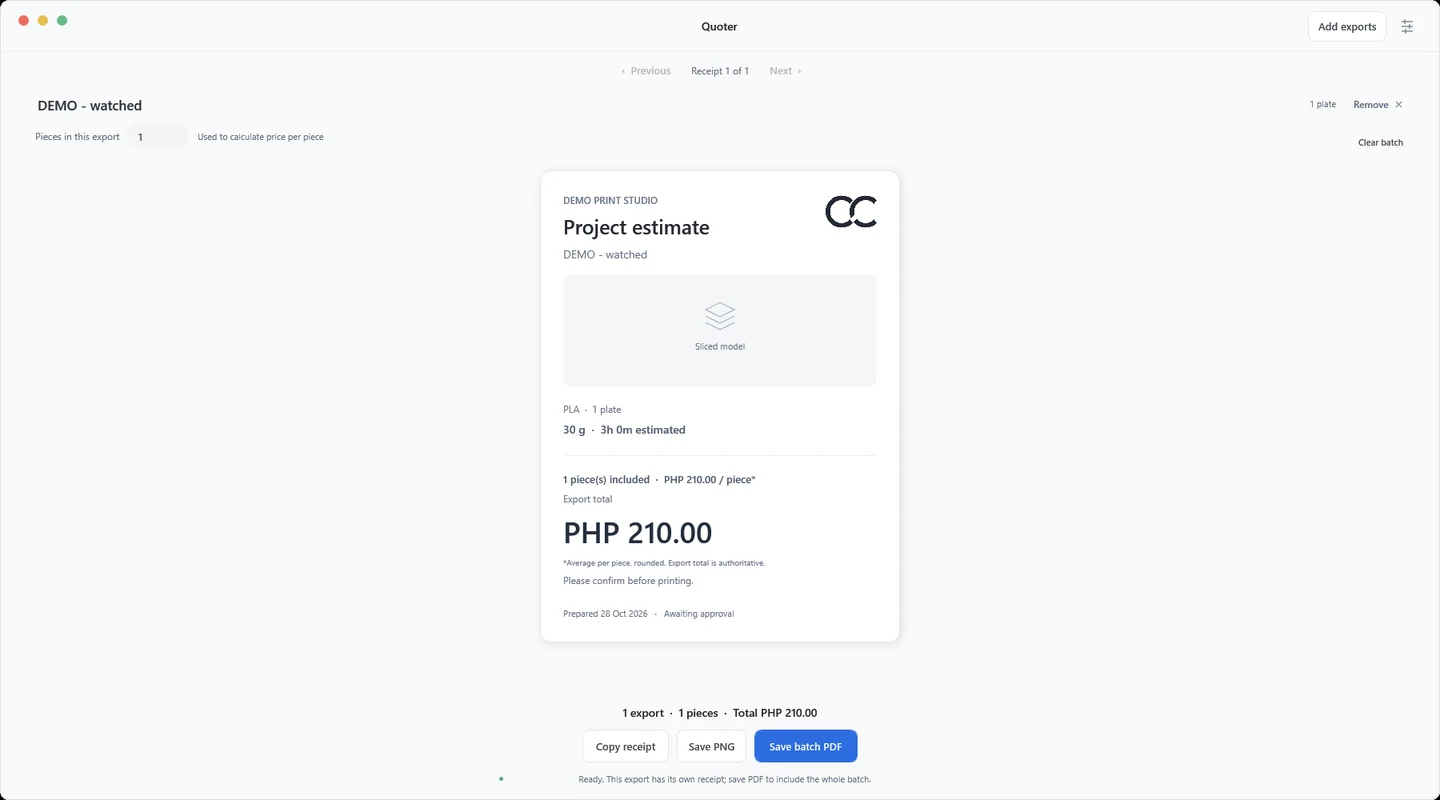 Quoter
Add exports
‹ Previous Receipt 1 of 1 Next ›
DEMO - watched
1 plate Remove ×
Pieces in this export 1 Used to calculate price per piece
Clear batch
DEMO PRINT STUDIO
CC
Project estimate
DEMO - watched
Sliced model
PLA · 1 plate
30 g · 3h 0m estimated
1 piece(s) included · PHP 210.00 / piece*
Export total
PHP 210.00
*Average per piece, rounded. Export total is authoritative.
Please confirm before printing.
Prepared 28 Oct 2026 · Awaiting approval
1 export · 1 pieces · Total PHP 210.00
Copy receipt
Save PNG
Save batch PDF
Ready. This export has its own receipt; save PDF to include the whole batch.